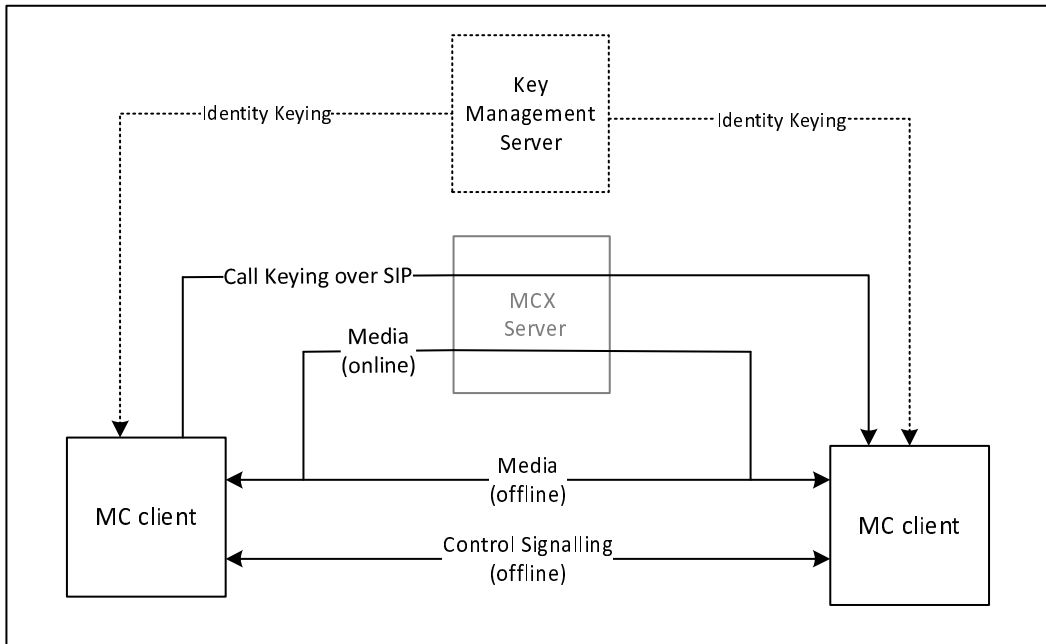 Key
Management
Server
Identity Keying
Identity Keying
Call Keying over SIP
MCX
Server
Media
(online)
Media
(offline)
MC client
MC client
Control Signalling
(offline)